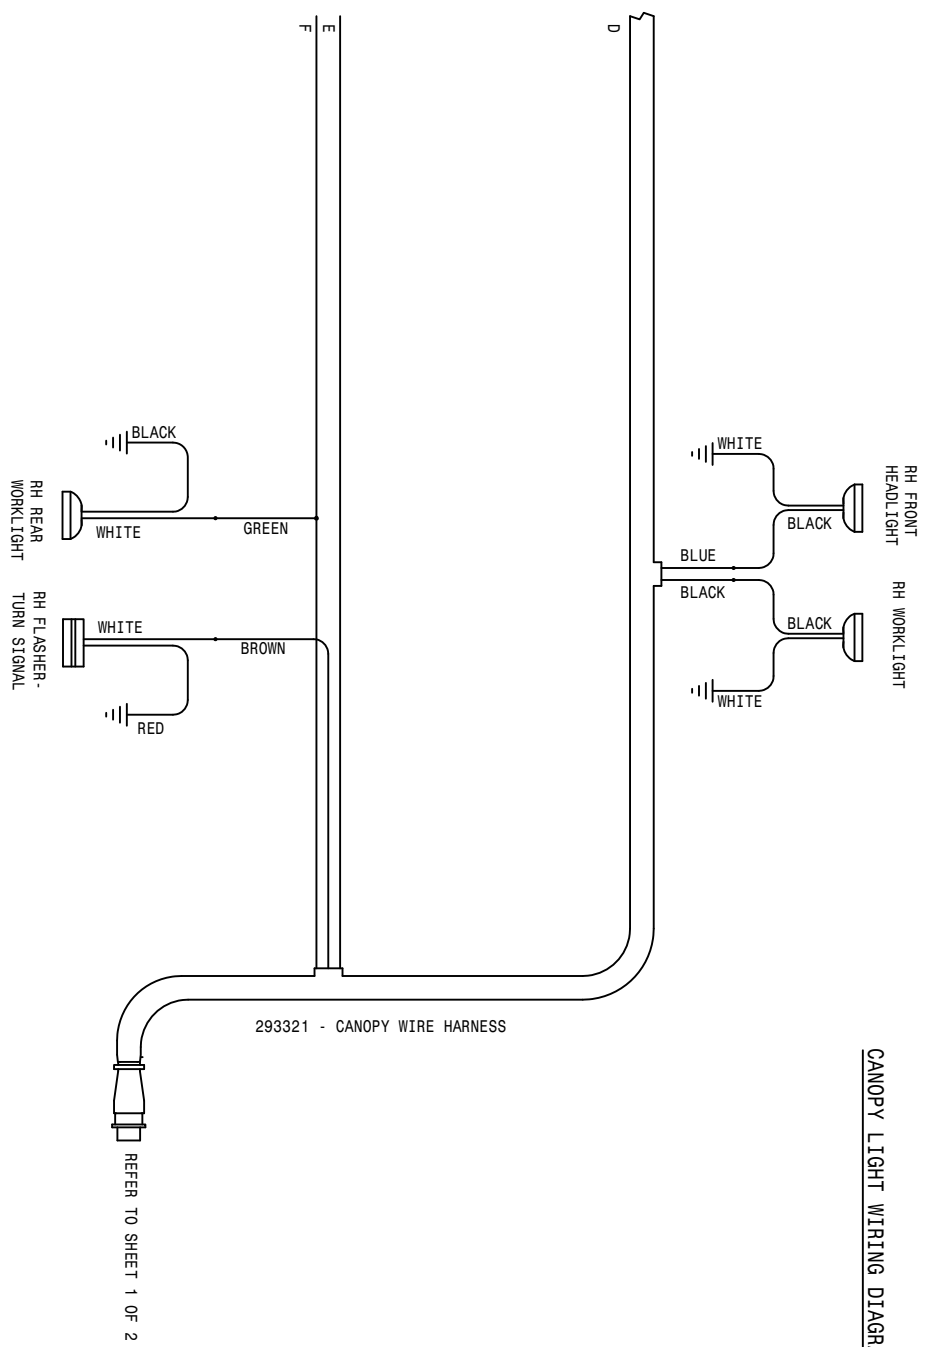 F
E
D
BLACK
WHITE
GREEN
RH REAR
WORKLIGHT
WHITE
BROWN
RED
RH FLASHER-
TURN SIGNAL
WHITE
BLACK
RH FRONT
HEADLIGHT
BLUE
BLACK
BLACK
WHITE
RH WORKLIGHT
293321 - CANOPY WIRE HARNESS
REFER TO SHEET 1 OF 2
CANOPY LIGHT WIRING DIAGR